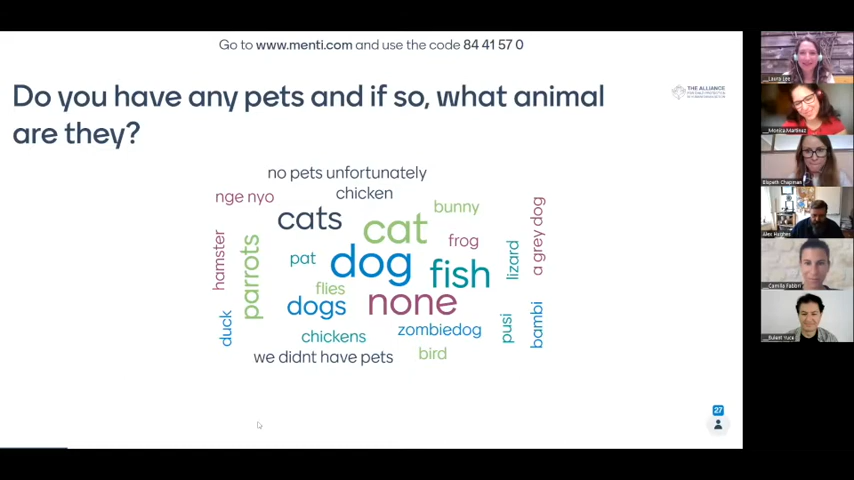 Go to www.menti.com and use the code 84 41 57 0
Do you have any pets and if so, what animal
are they?
THE ALLIANCE
no pets unfortunately
nge nyo
chicken
cats
cat
bunny
a grey dog
hamster
parrots
pat
dog
frog
fish
lizard
flies
dogs
none
duck
chickens
zombiedog
pusi
bambi
we didnt have pets
bird
27
Laura Lee
Monica Martinez
Elspeth Chapman
Alex Hughes
Camilla Fabbri